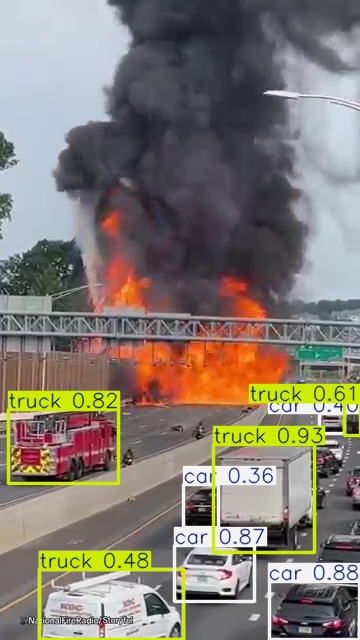 truck 0.82
truck 0.61
car 0.40
truck 0.93
car 0.36
car 0.87
truck 0.48
car 0.88
©NationalFireRadio/Storyful